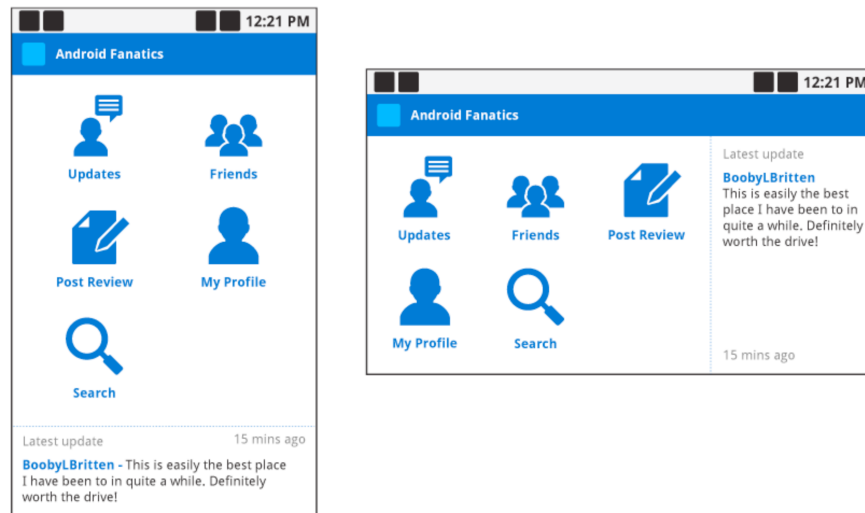 12:21 PM
Android Fanatics
Updates
Friends
Post Review
My Profile
Search
Latest update
15 mins ago
BoobyLBritten - This is easily the best place
I have been to in quite a while. Definitely
worth the drive!
12:21 PM
Android Fanatics
Updates
Friends
Post Review
My Profile
Search
Latest update
BoobyLBritten
This is easily the best
place I have been to in
quite a while. Definitely
worth the drive!
15 mins ago